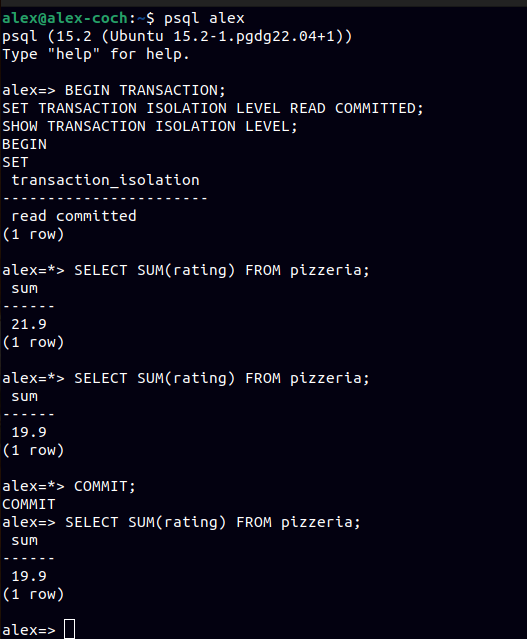 alex@alex-coch:~$ psql alex
psql (15.2 (Ubuntu 15.2-1.pgdg22.04+1))
Type "help" for help.

alex=> BEGIN TRANSACTION;
SET TRANSACTION ISOLATION LEVEL READ COMMITTED;
SHOW TRANSACTION ISOLATION LEVEL;
BEGIN
SET
 transaction_isolation
-----------------------
 read committed
(1 row)

alex=*> SELECT SUM(rating) FROM pizzeria;
 sum
------
 21.9
(1 row)

alex=*> SELECT SUM(rating) FROM pizzeria;
 sum
------
 19.9
(1 row)

alex=*> COMMIT;
COMMIT
alex=> SELECT SUM(rating) FROM pizzeria;
 sum
------
 19.9
(1 row)

alex=>